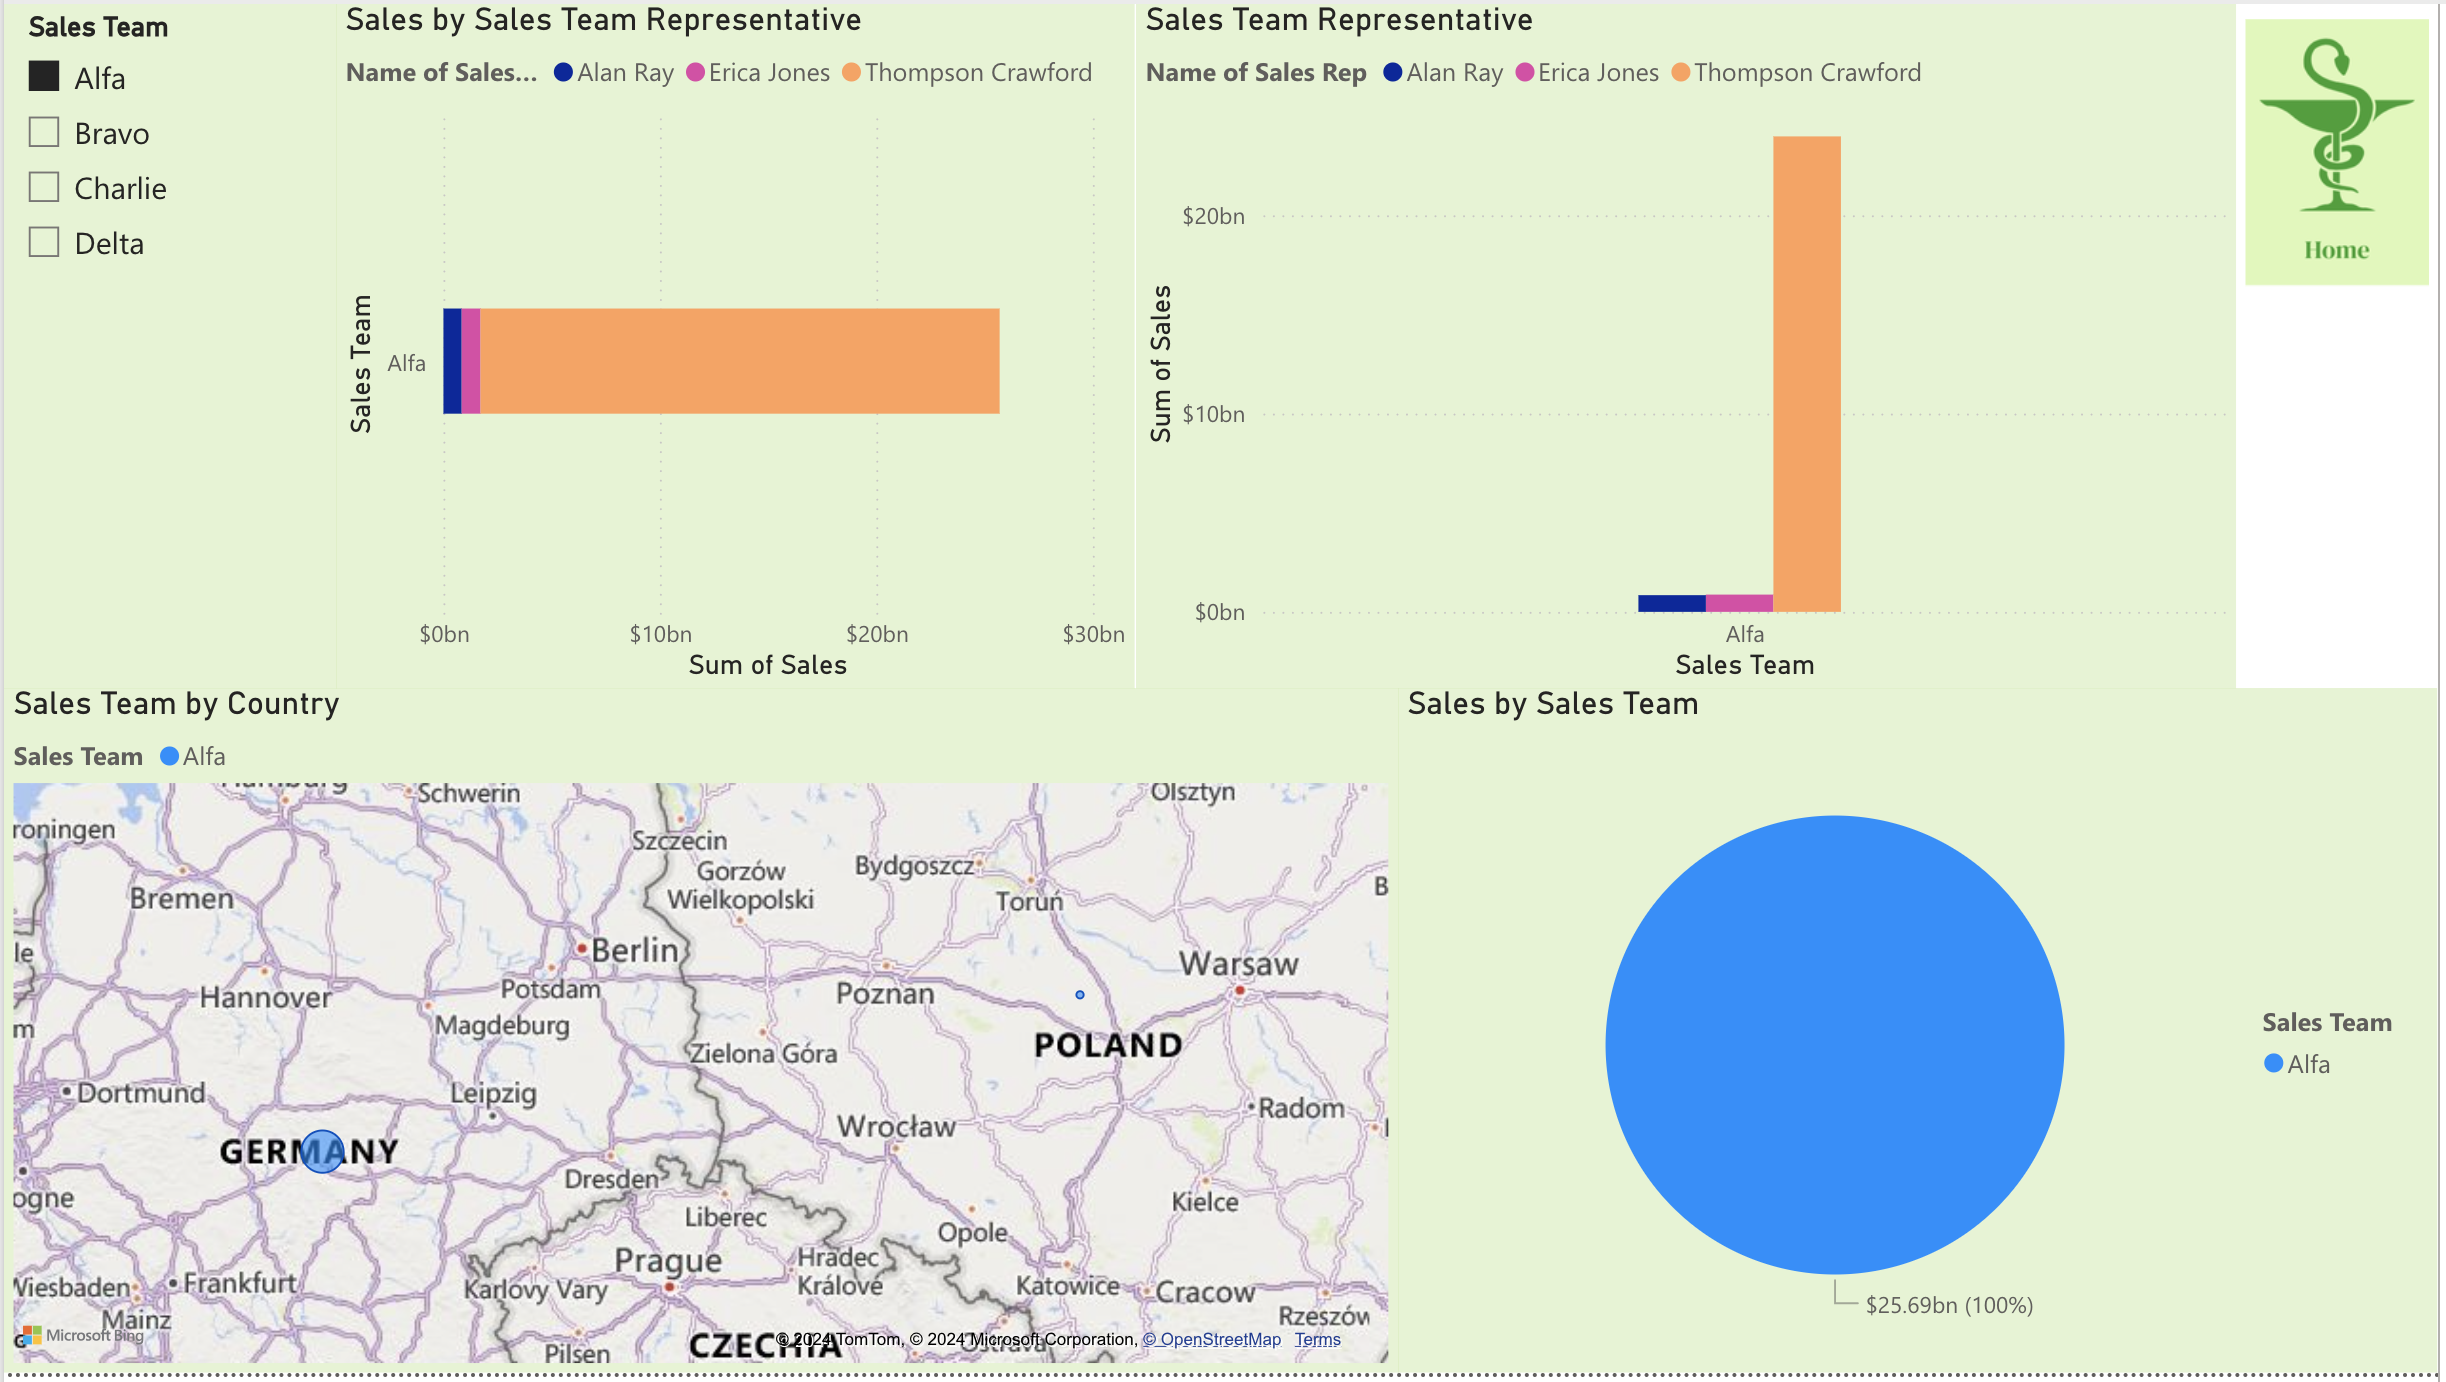 Sales Team
Alfa
Bravo
Charlie
Delta
Sales by Sales Team Representative
Name of Sales... Alan Ray Erica Jones Thompson Crawford
Sales Team
Alfa
$0bn $10bn $20bn $30bn
Sum of Sales
Sales Team Representative
Name of Sales Rep Alan Ray Erica Jones Thompson Crawford
Sum of Sales
$20bn
$10bn
$0bn
Alfa
Sales Team
Home
Sales Team by Country
Sales Team Alfa
Hamburg
Schwerin
Olsztyn
roningen
Szczecin
Gorzów
Wielkopolski
Bydgoszcz
Toruń
B
Bremen
Berlin
le
Warsaw
Hannover
Potsdam
Poznan
Magdeburg
m
POLAND
Zielona Góra
Dortmund
Leipzig
Radom
Wrocław
GERMANY
Dresden
ogne
Kielce
Liberec
Opole
Prague
Hradec
Králové
Wiesbaden
Frankfurt
Karlovy Vary
Katowice
Cracow
Mainz
Rzeszów
Microsoft Bing
CZECHIA
Ostrava
© 2024 TomTom, © 2024 Microsoft Corporation, © OpenStreetMap Terms
Pilsen
Sales by Sales Team
Sales Team
Alfa
$25.69bn (100%)